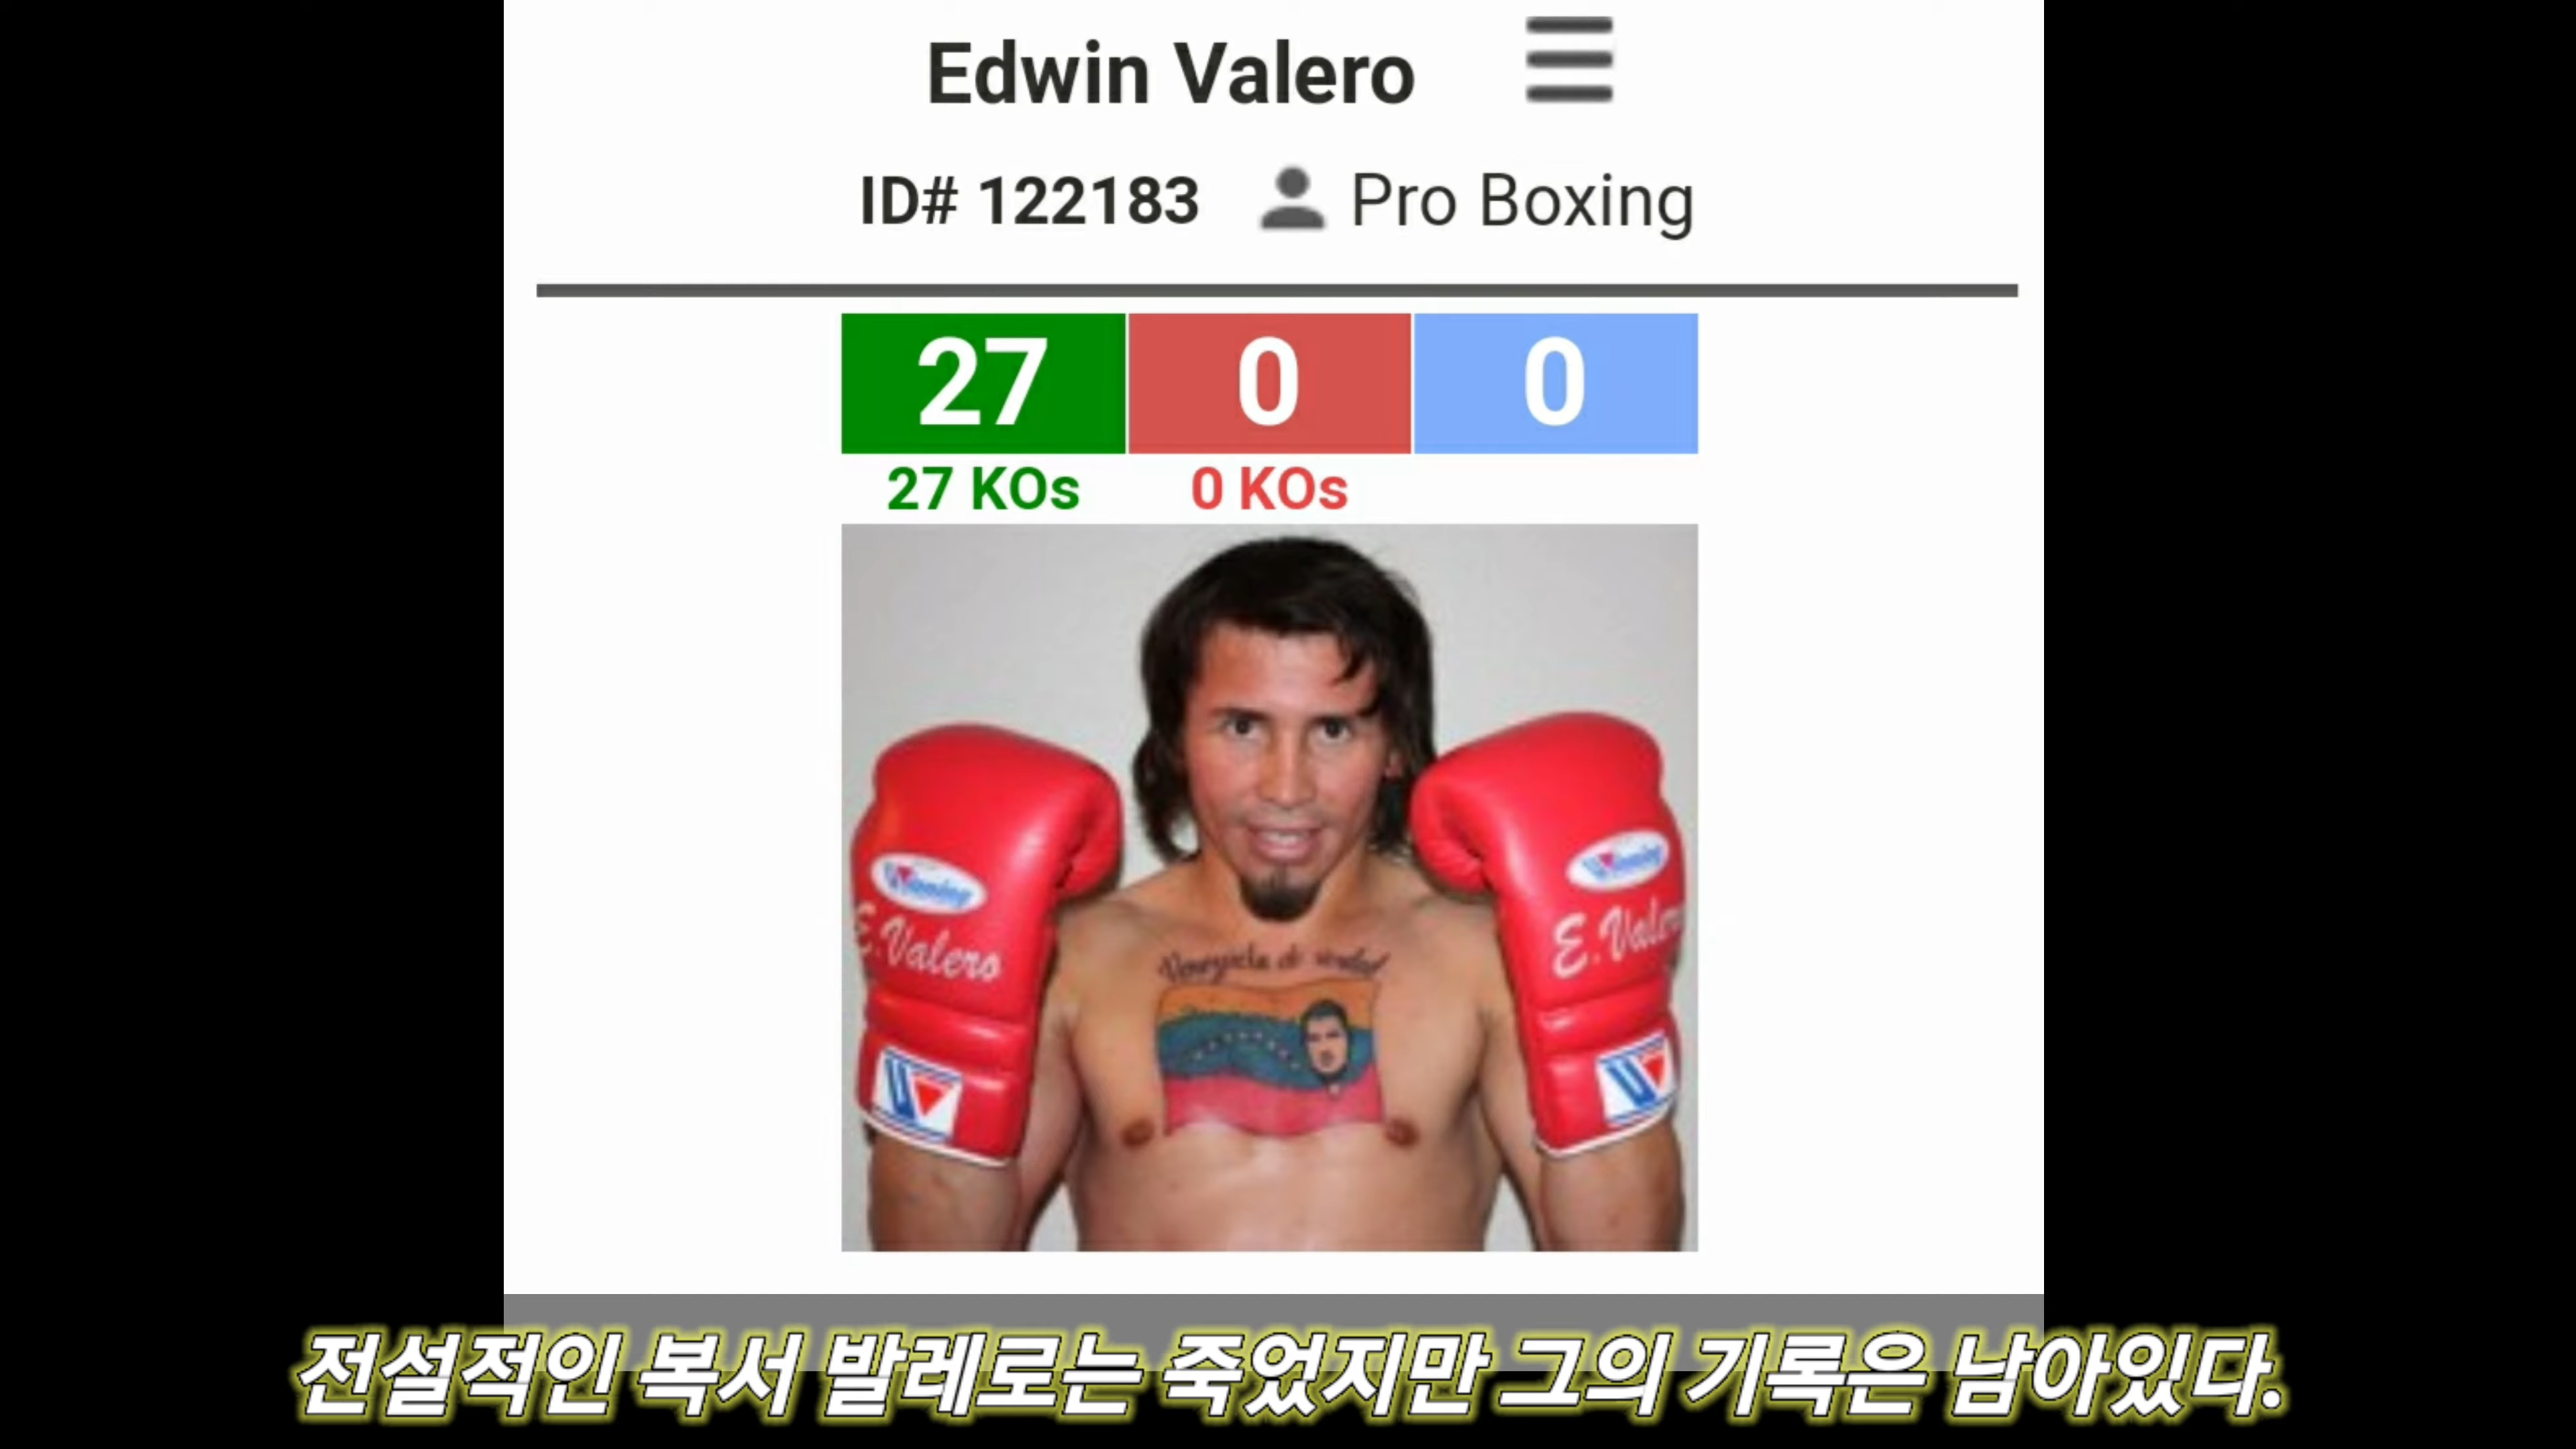 Edwin Valero
ID# 122183 Pro Boxing
27 0 0
27 KOs 0 KOs
Winning Winning
E.Valero E.Valer
전설적인 복서 발레로는 죽었지만 그의 기록은 남아있다.